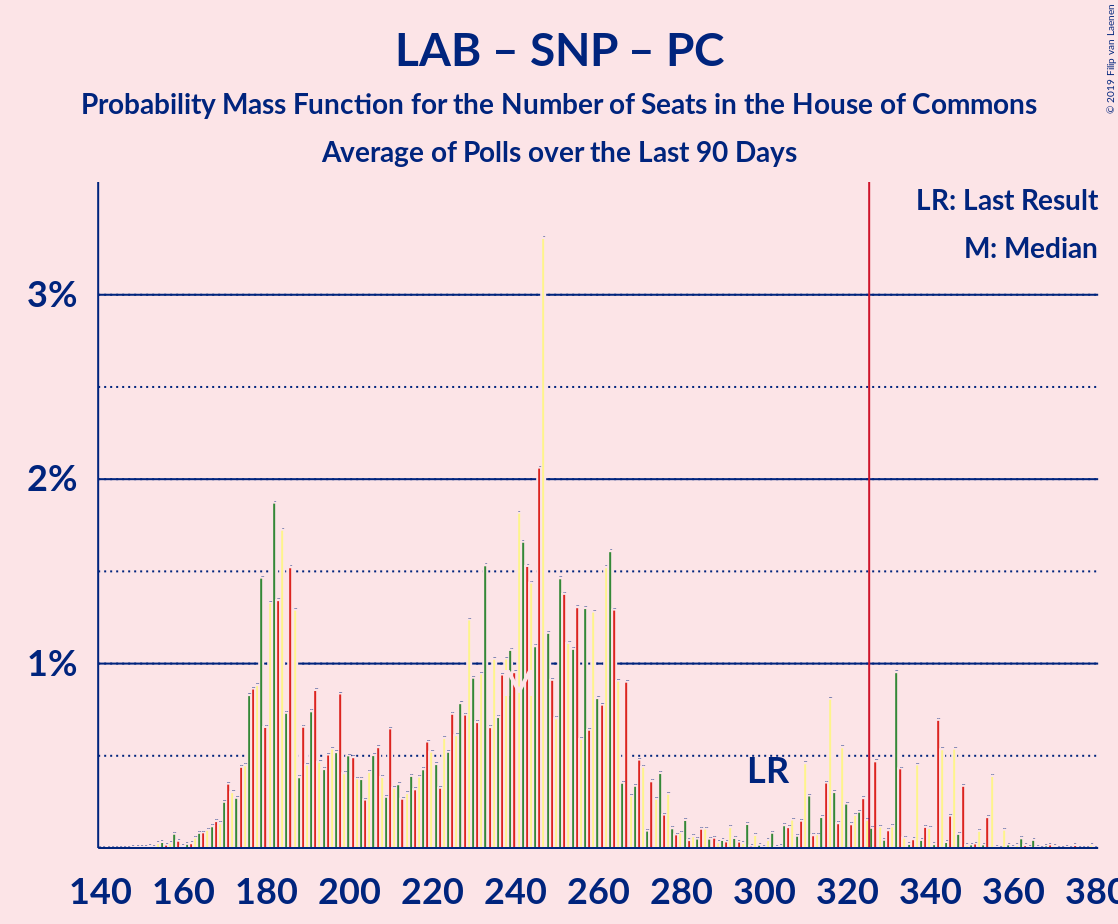 LAB – SNP – PC
Probability Mass Function for the Number of Seats in the House of Commons
Average of Polls over the Last 90 Days
© 2019 Filip van Laenen
LR: Last Result
M: Median
3%
2%
1%
LR
140 160 180 200 220 240 260 280 300 320 340 360 380